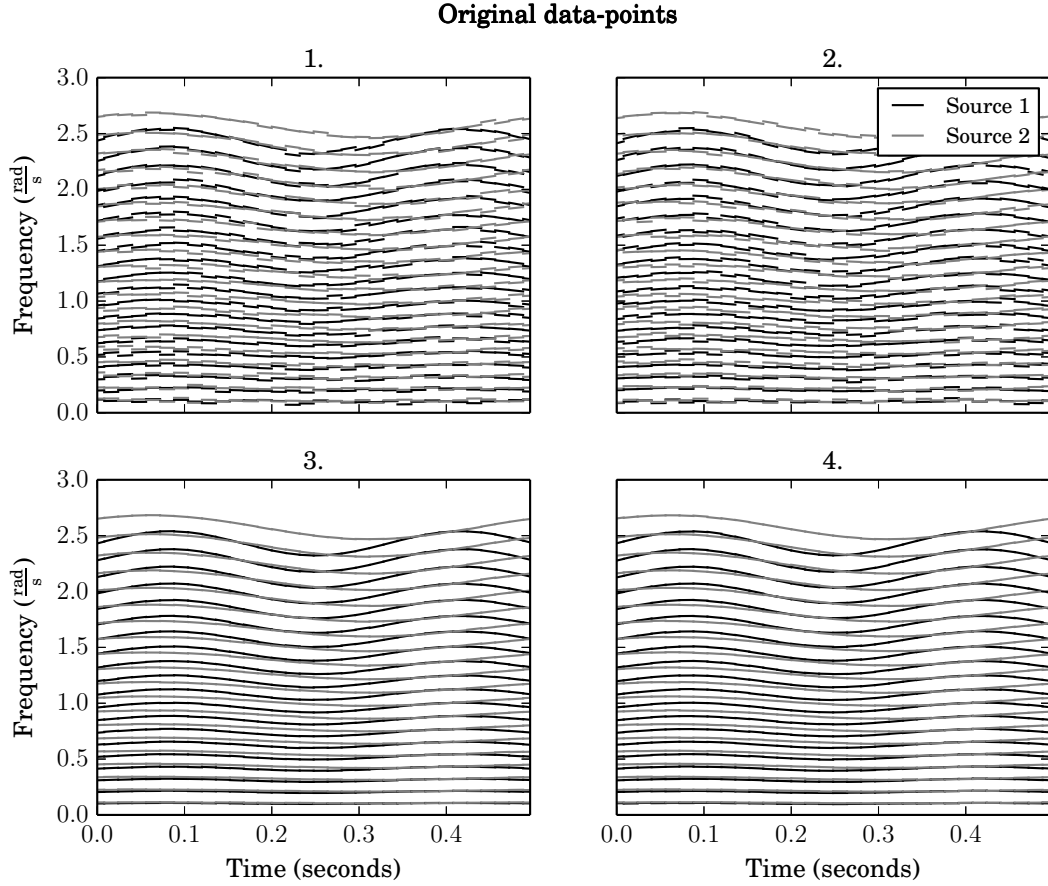 Original data-points
1.
2.
3.0
2.5
2.0
1.5
1.0
0.5
0.0
Frequency (rad/s)
Source 1
Source 2
3.
4.
3.0
2.5
2.0
1.5
1.0
0.5
0.0
Frequency (rad/s)
0.0 0.1 0.2 0.3 0.4
0.0 0.1 0.2 0.3 0.4
Time (seconds)
Time (seconds)